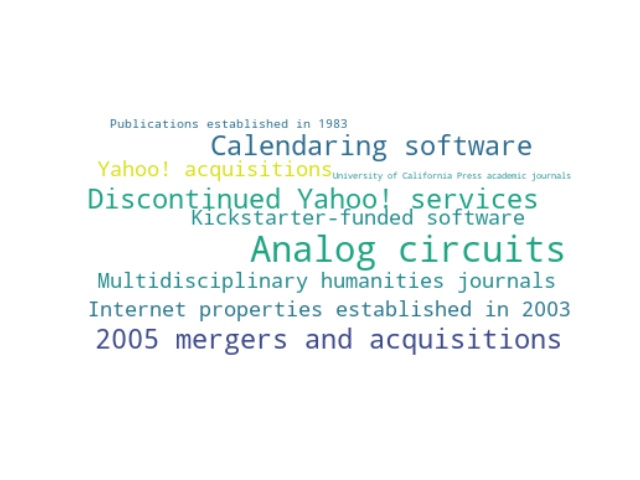 Publications established in 1983
Calendaring software
Yahoo! acquisitions
University of California Press academic journals
Discontinued Yahoo! services
Kickstarter-funded software
Analog circuits
Multidisciplinary humanities journals
Internet properties established in 2003
2005 mergers and acquisitions